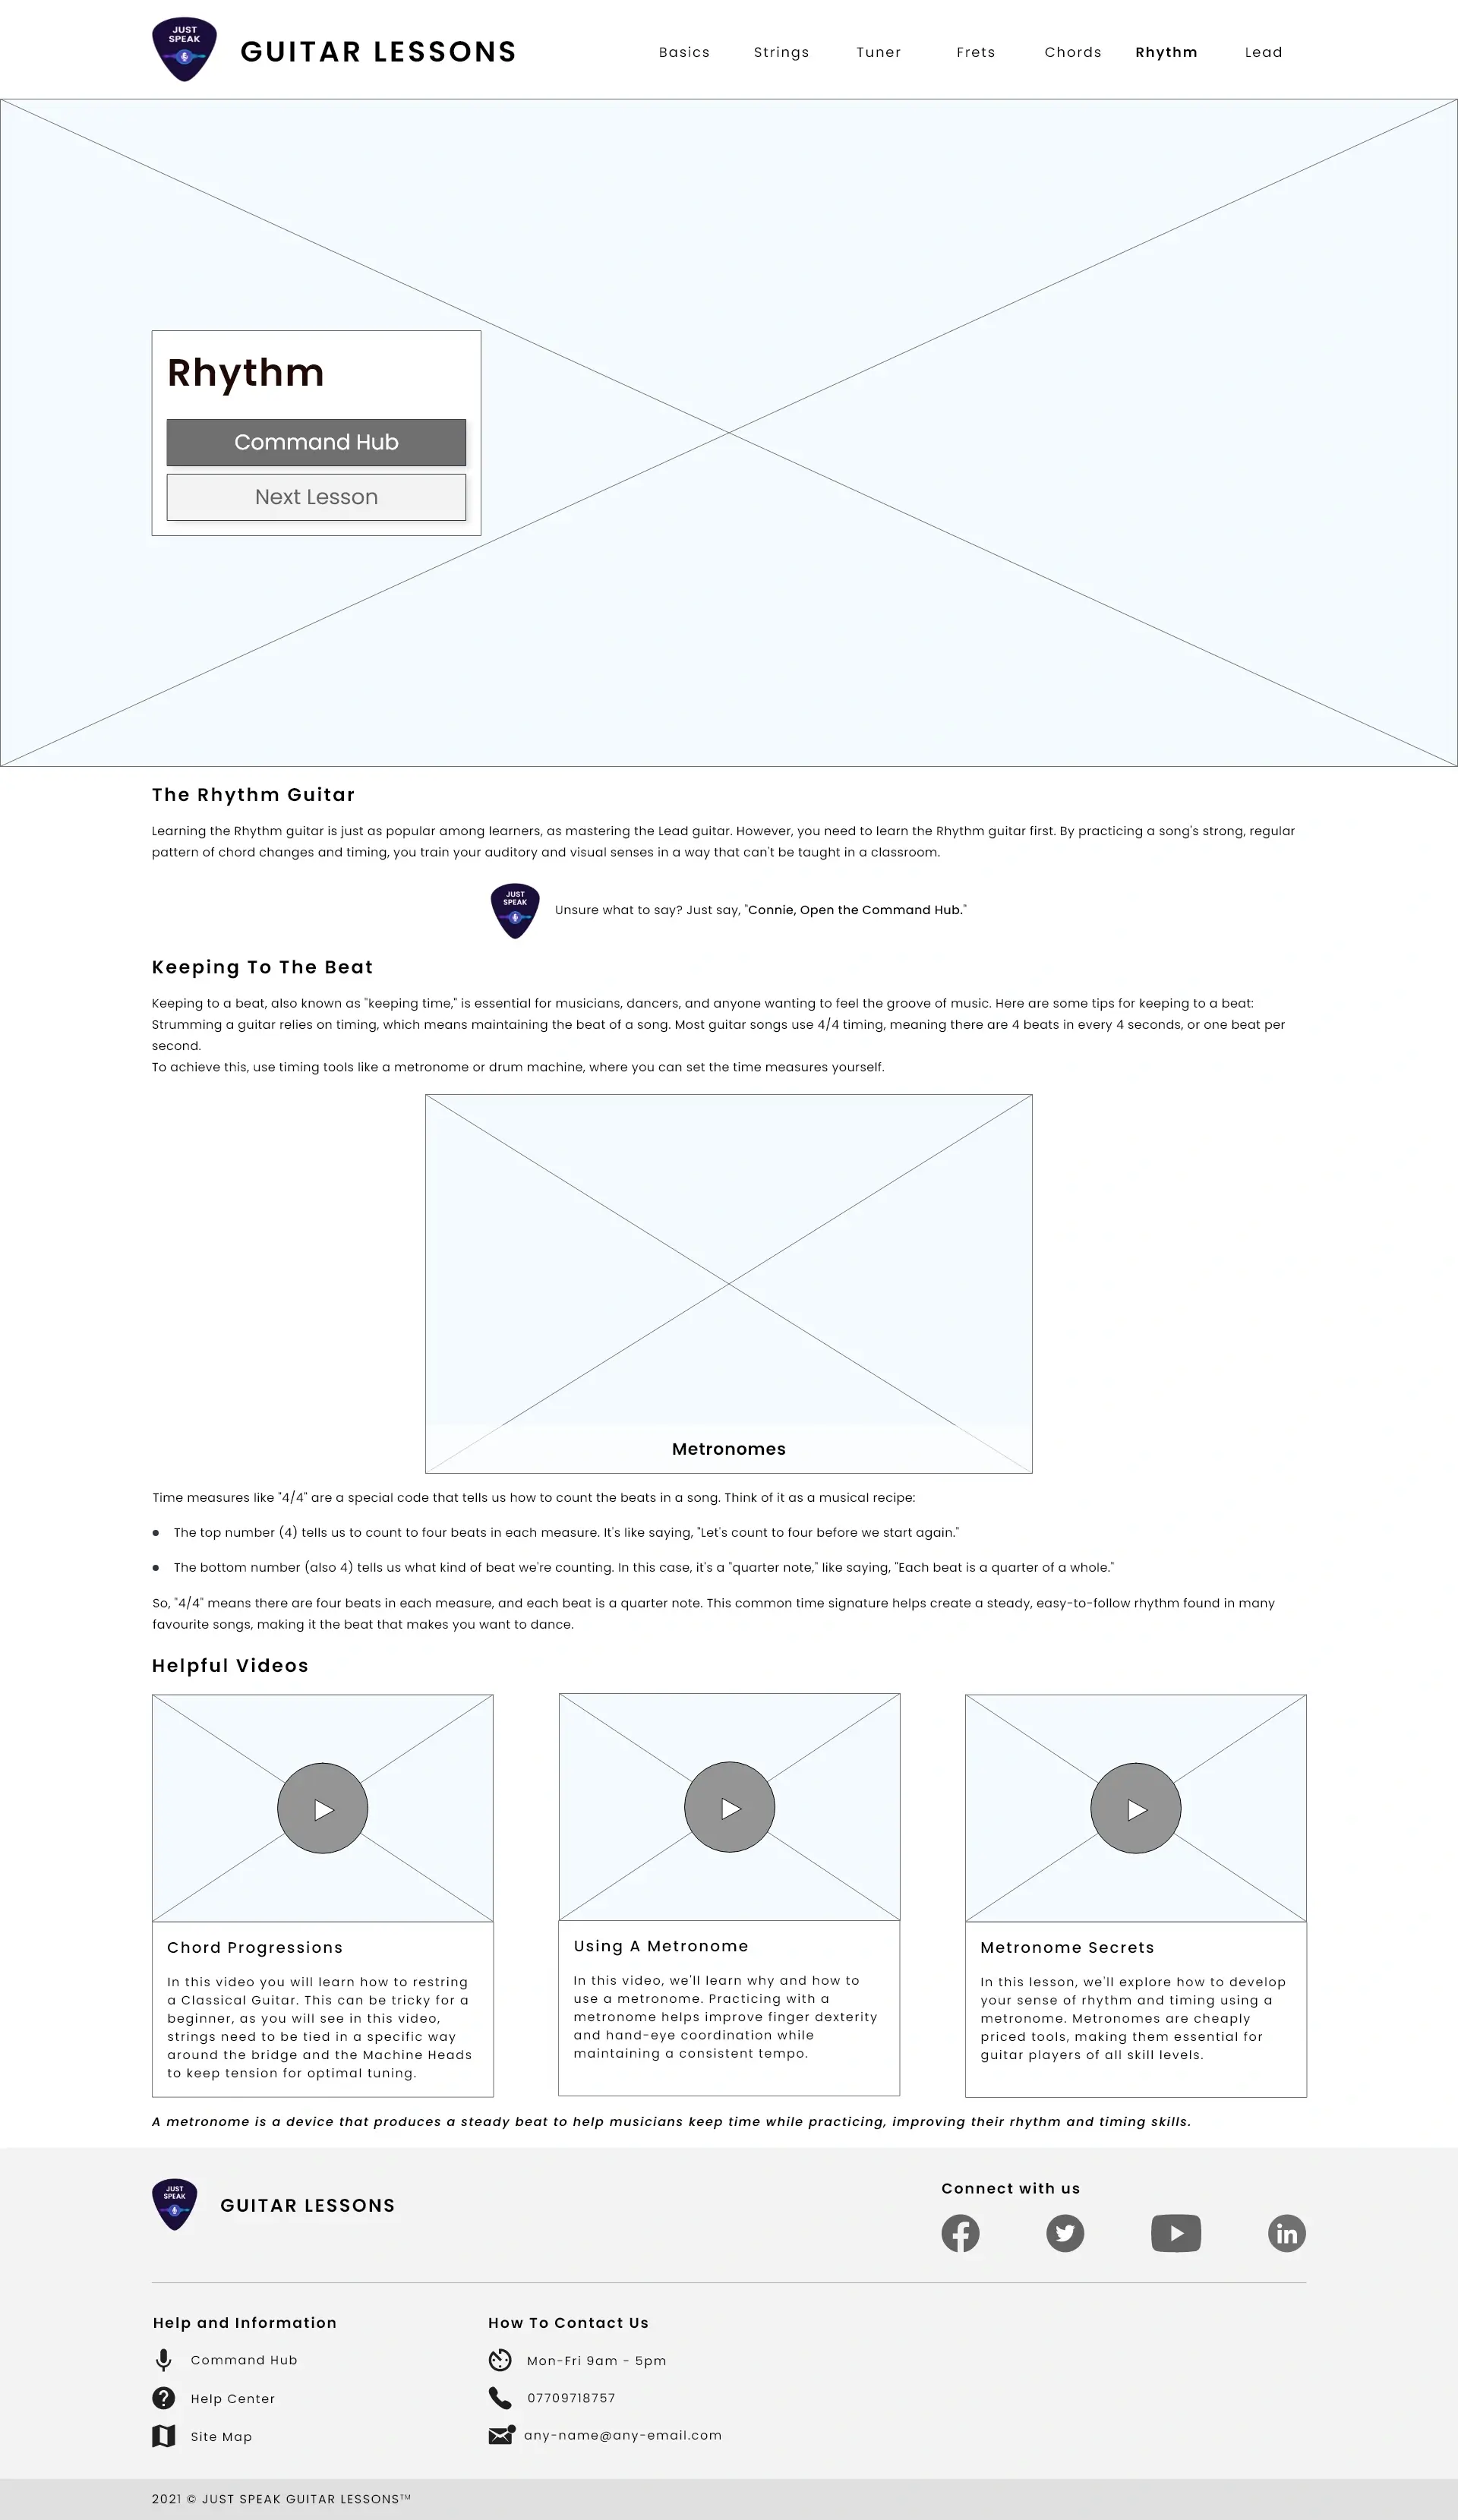 JUST
SPEAK
GUITAR LESSONS
Basics
Strings
Tuner
Frets
Chords
Rhythm
Lead
Rhythm
Command Hub
Next Lesson
The Rhythm Guitar
Learning the Rhythm guitar is just as popular among learners, as mastering the Lead guitar. However, you need to learn the Rhythm guitar first. By practicing a song's strong, regular
pattern of chord changes and timing, you train your auditory and visual senses in a way that can't be taught in a classroom.
JUST
SPEAK
Unsure what to say? Just say, "Connie, Open the Command Hub."
Keeping To The Beat
Keeping to a beat, also known as "keeping time," is essential for musicians, dancers, and anyone wanting to feel the groove of music. Here are some tips for keeping to a beat:
Strumming a guitar relies on timing, which means maintaining the beat of a song. Most guitar songs use 4/4 timing, meaning there are 4 beats in every 4 seconds, or one beat per
second.
To achieve this, use timing tools like a metronome or drum machine, where you can set the time measures yourself.
Metronomes
Time measures like "4/4" are a special code that tells us how to count the beats in a song. Think of it as a musical recipe:
The top number (4) tells us to count to four beats in each measure. It's like saying, "Let's count to four before we start again."
The bottom number (also 4) tells us what kind of beat we're counting. In this case, it's a "quarter note," like saying, "Each beat is a quarter of a whole."
So, "4/4" means there are four beats in each measure, and each beat is a quarter note. This common time signature helps create a steady, easy-to-follow rhythm found in many
favourite songs, making it the beat that makes you want to dance.
Helpful Videos
Chord Progressions
In this video you will learn how to restring
a Classical Guitar. This can be tricky for a
beginner, as you will see in this video,
strings need to be tied in a specific way
around the bridge and the Machine Heads
to keep tension for optimal tuning.
Using A Metronome
In this video, we'll learn why and how to
use a metronome. Practicing with a
metronome helps improve finger dexterity
and hand-eye coordination while
maintaining a consistent tempo.
Metronome Secrets
In this lesson, we'll explore how to develop
your sense of rhythm and timing using a
metronome. Metronomes are cheaply
priced tools, making them essential for
guitar players of all skill levels.
A metronome is a device that produces a steady beat to help musicians keep time while practicing, improving their rhythm and timing skills.
JUST
SPEAK
GUITAR LESSONS
Connect with us
in
Help and Information
Command Hub
Help Center
Site Map
How To Contact Us
Mon-Fri 9am - 5pm
07709718757
any-name@any-email.com
2021 © JUST SPEAK GUITAR LESSONS™